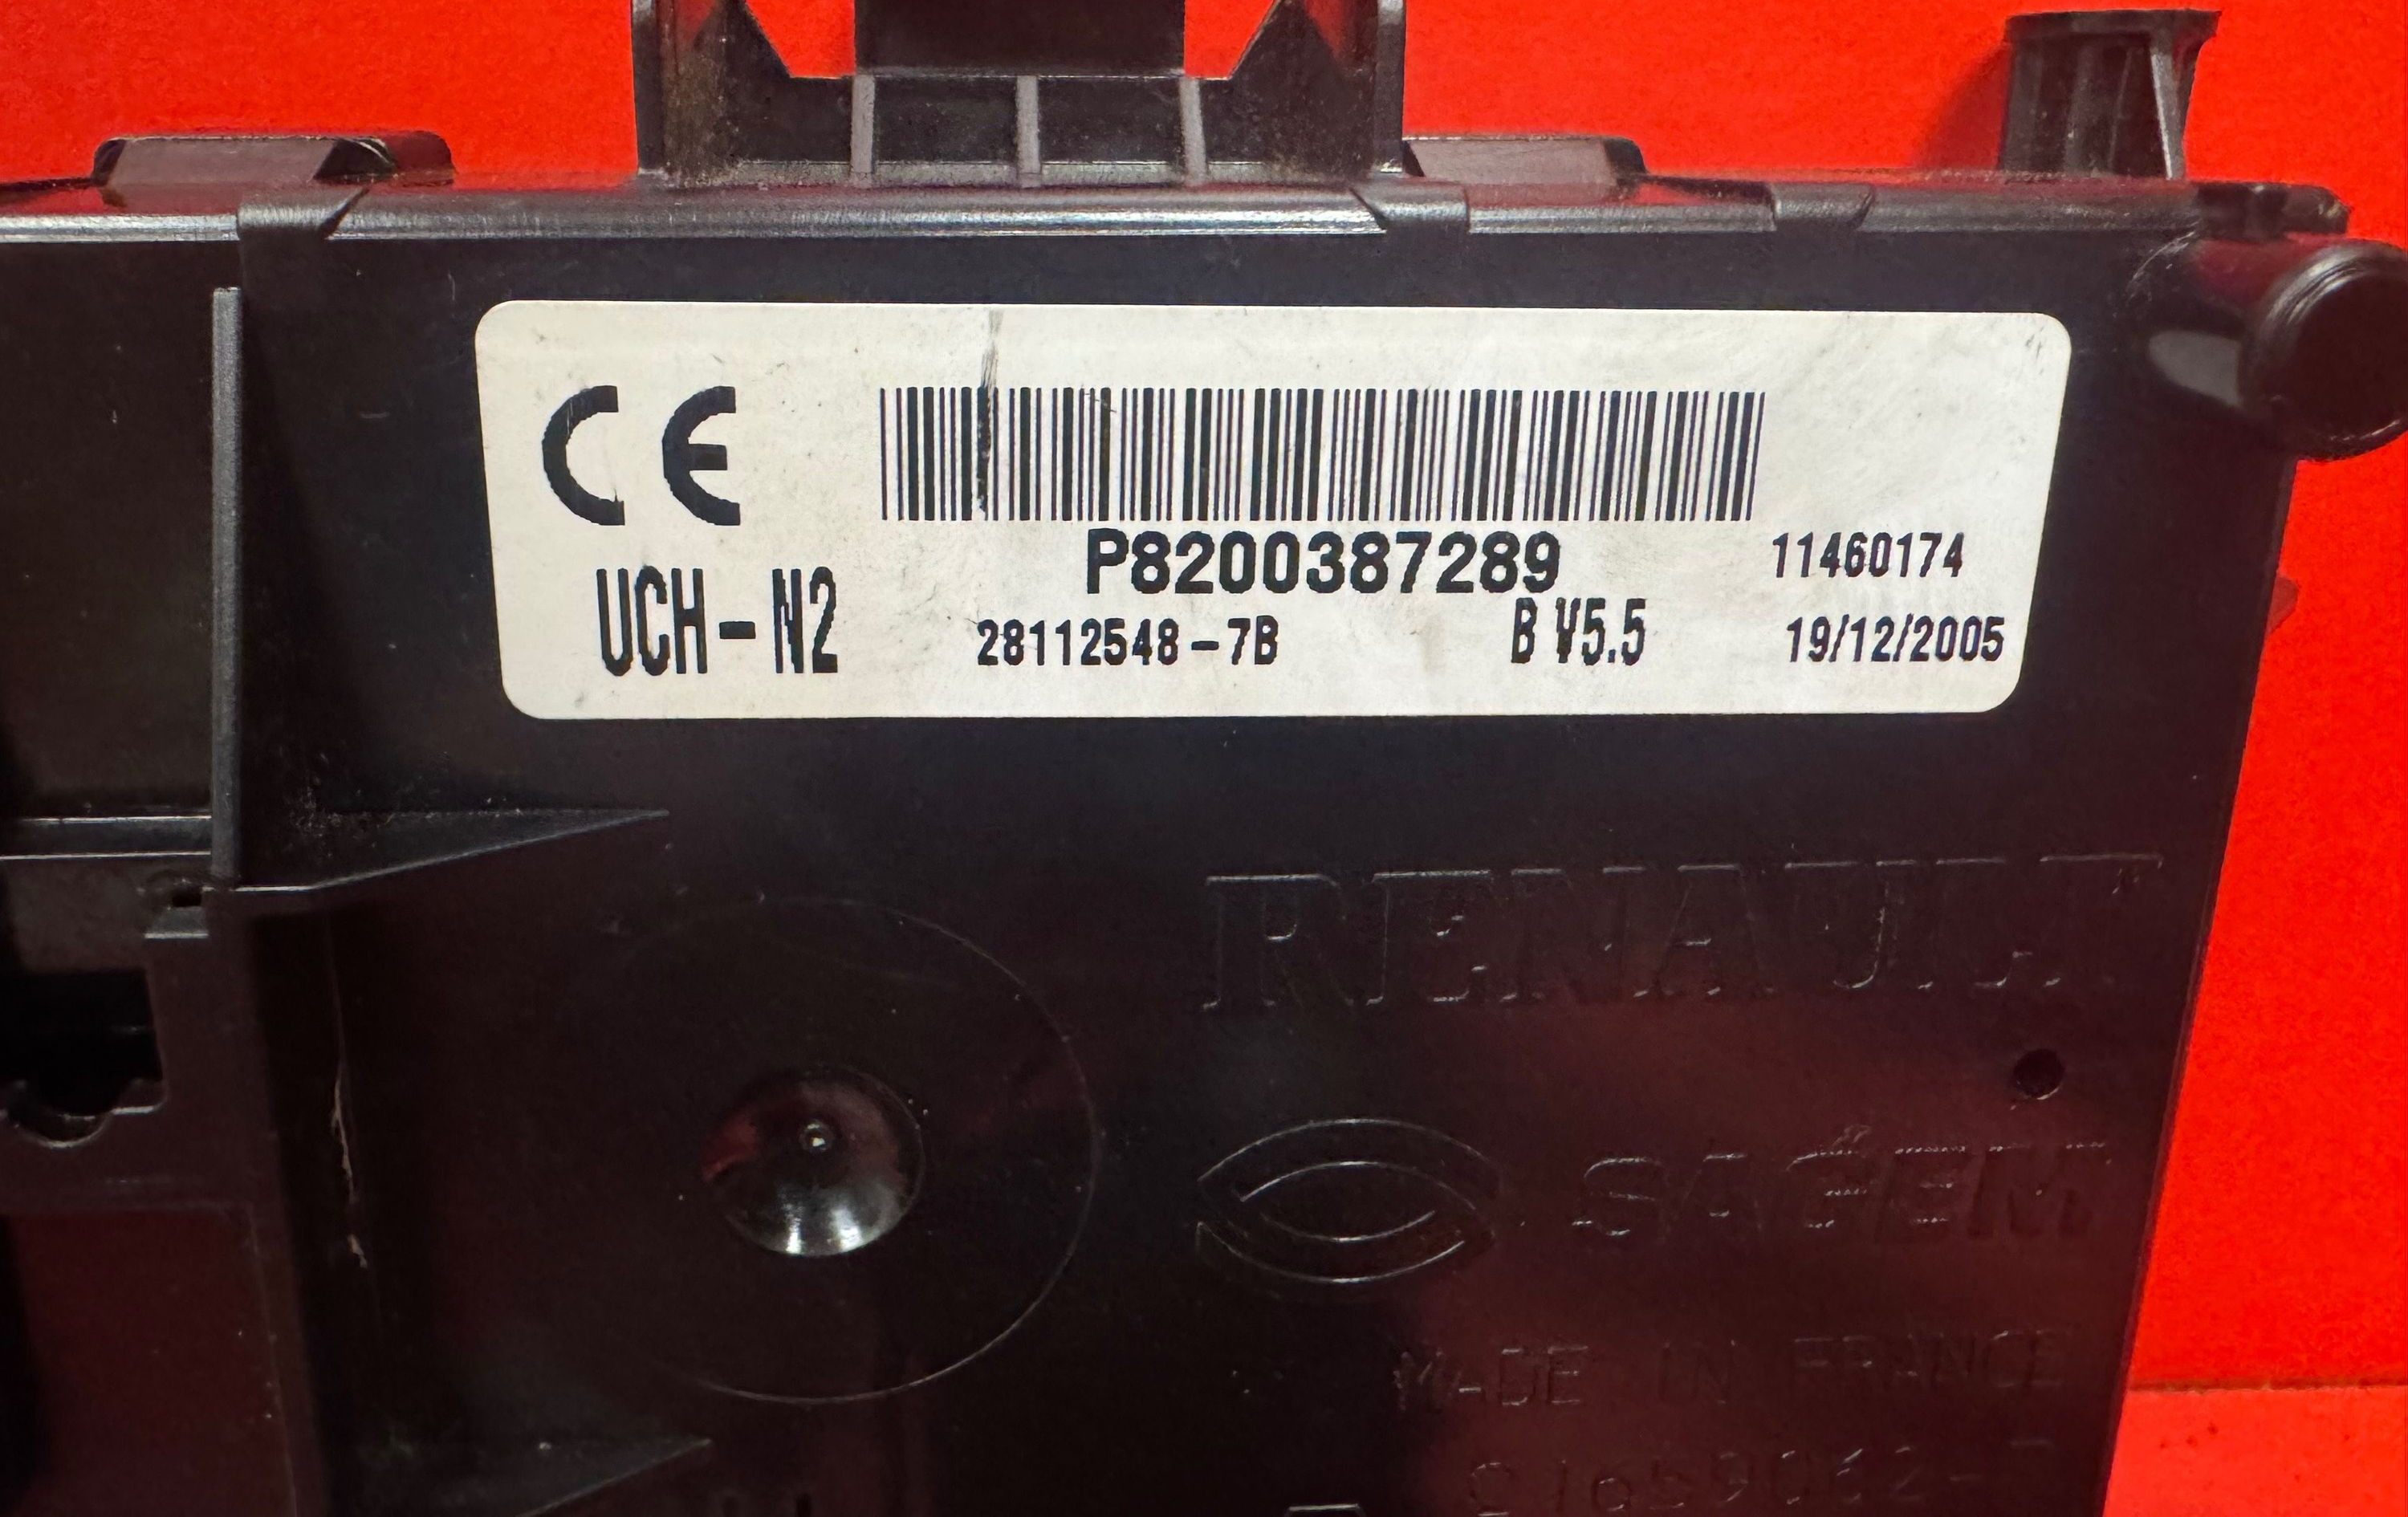 CE
P8200387289 11460174
UCH-N2 28112548-7B B V5.5 19/12/2005
RENAULT
SAGEM
MADE IN FRANCE